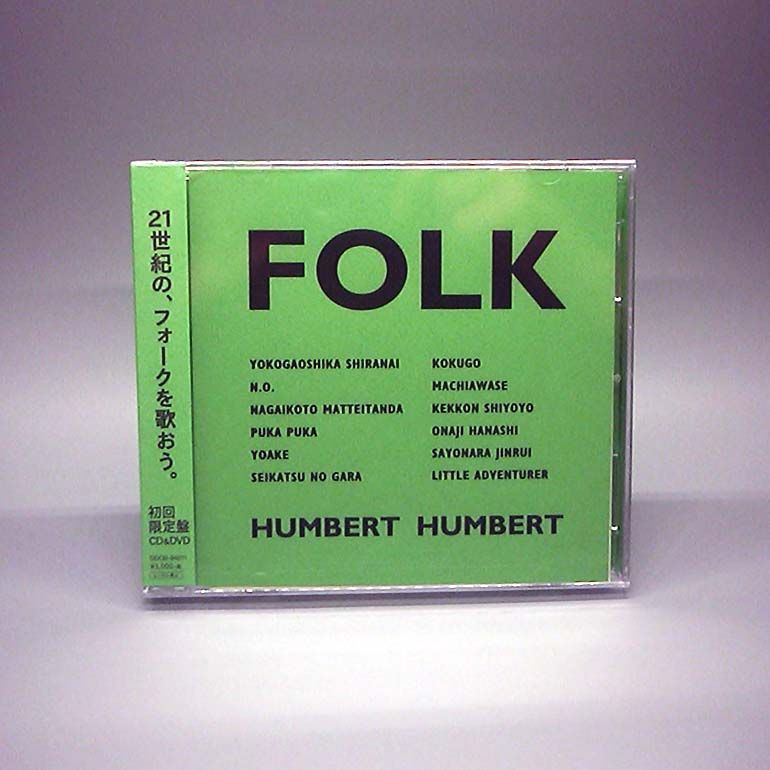 21世紀の、フォークを歌おう。
初回
限定盤
CD&DVD
FOLK
YOKOGAOSHIKA SHIRANAI
N.O.
NAGAIKOTO MATTEITANDA
PUKA PUKA
YOAKE
SEIKATSU NO GARA
KOKUGO
MACHIAWASE
KEKKON SHIYOYO
ONAJI HANASHI
SAYONARA JINRUI
LITTLE ADVENTURER
HUMBERT HUMBERT